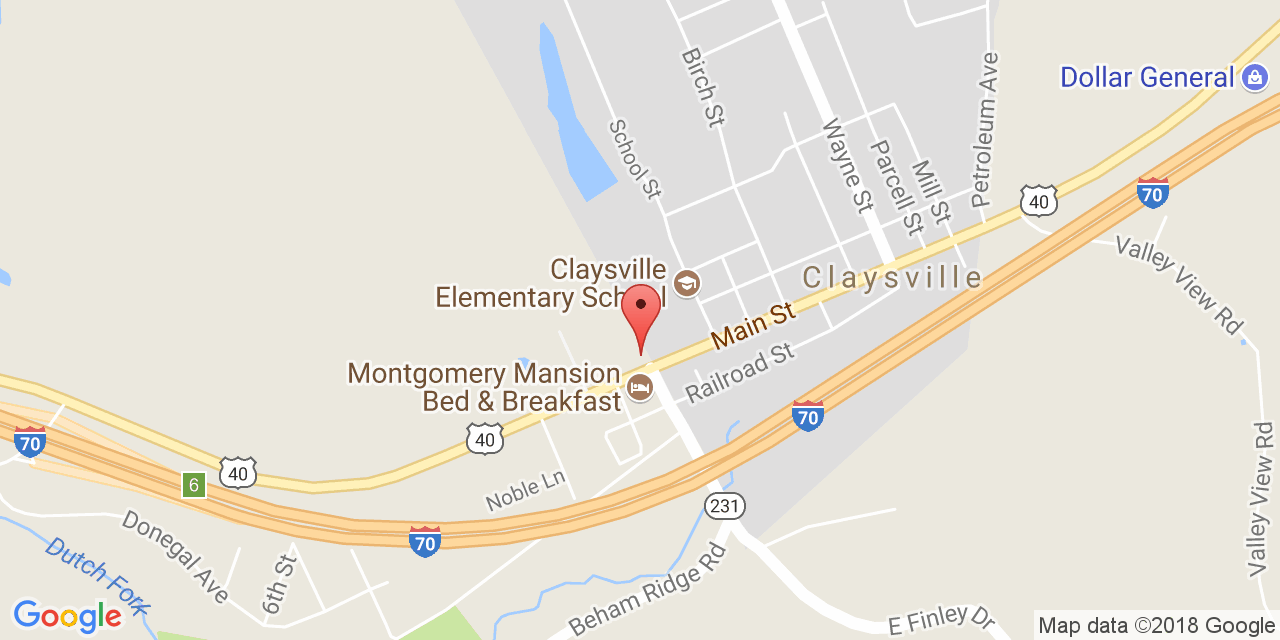 Birch St
School St
Wayne St
Parcell St
Mill St
Petroleum Ave
Dollar General
70
40
Valley View Rd
Claysville
Elementary School
Claysville
Main St
Railroad St
Montgomery Mansion
Bed & Breakfast
70
40
70
40
6
Noble Ln
231
70
Valley View Rd
Donegal Ave
Dutch Fork
6th St
Beham Ridge Rd
E Finley Dr
Google
Map data ©2018 Google